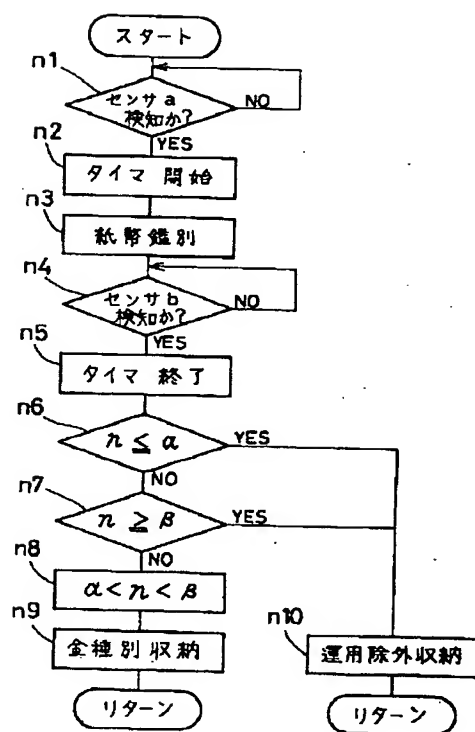 スタート
n1
センサa
検知か?
NO
YES
n2
タイマ 開始
n3
紙幣鑑別
n4
センサb
検知か?
NO
YES
n5
タイマ 終了
n6
n ≤ α
YES
NO
n7
n ≥ β
YES
NO
n8
α < n < β
n9
金種別収納
リターン
n10
運用除外収納
リターン